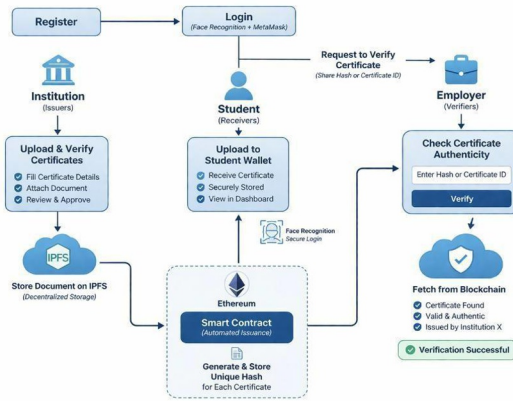 Register
Login
(Face Recognition + MetaMask)
Request to Verify
Certificate
(Share Hash or Certificate ID)
Institution
(Issuers)
Student
(Receivers)
Employer
(Verifiers)
Upload & Verify
Certificates
Fill Certificate Details
Attach Document
Review & Approve
Upload to
Student Wallet
Receive Certificate
Securely Stored
View in Dashboard
Check Certificate
Authenticity
Enter Hash or Certificate ID
Verify
Face Recognition
Secure Login
IPFS
Store Document on IPFS
(Decentralized Storage)
Ethereum
Smart Contract
(Automated Issuance)
Generate & Store
Unique Hash
for Each Certificate
Fetch from Blockchain
Certificate Found
Valid & Authentic
Issued by Institution X
Verification Successful